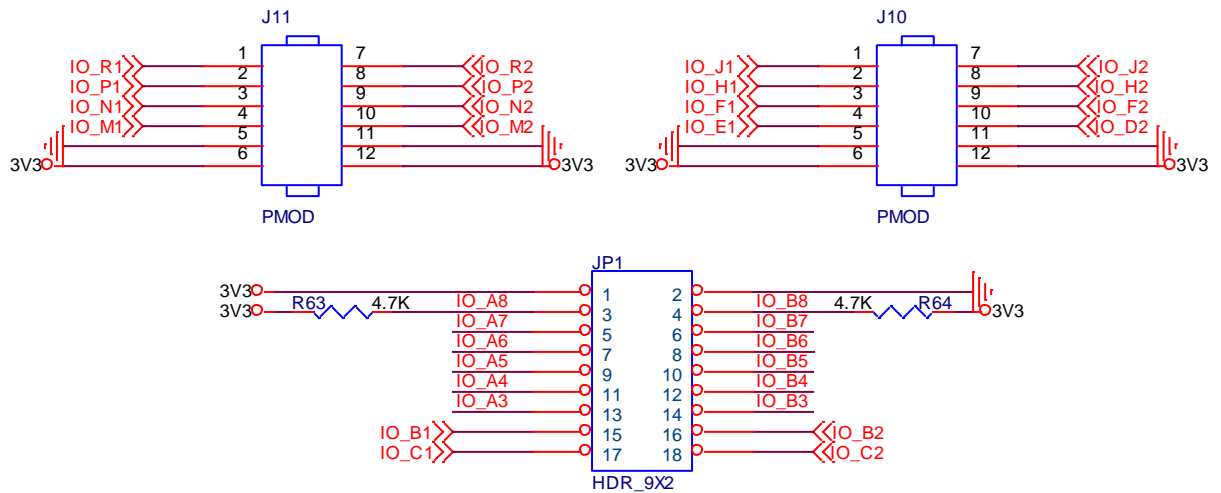 J11
J10
1
7
1
7
IO_R1
IO_R2
IO_J1
IO_J2
2
8
2
8
IO_P1
IO_P2
IO_H1
IO_H2
3
9
3
9
IO_N1
IO_N2
IO_F1
IO_F2
4
10
4
10
IO_M1
IO_M2
IO_E1
IO_D2
5
11
5
11
6
12
6
12
3V3
3V3
3V3
3V3
PMOD
PMOD
JP1
3V3
1
2
3V3
R63
4.7K
IO_A8
3
4
IO_B8
4.7K
R64
3V3
IO_A7
5
6
IO_B7
IO_A6
7
8
IO_B6
IO_A5
9
10
IO_B5
IO_A4
11
12
IO_B4
IO_A3
13
14
IO_B3
IO_B1
15
16
IO_B2
IO_C1
17
18
IO_C2
HDR_9X2